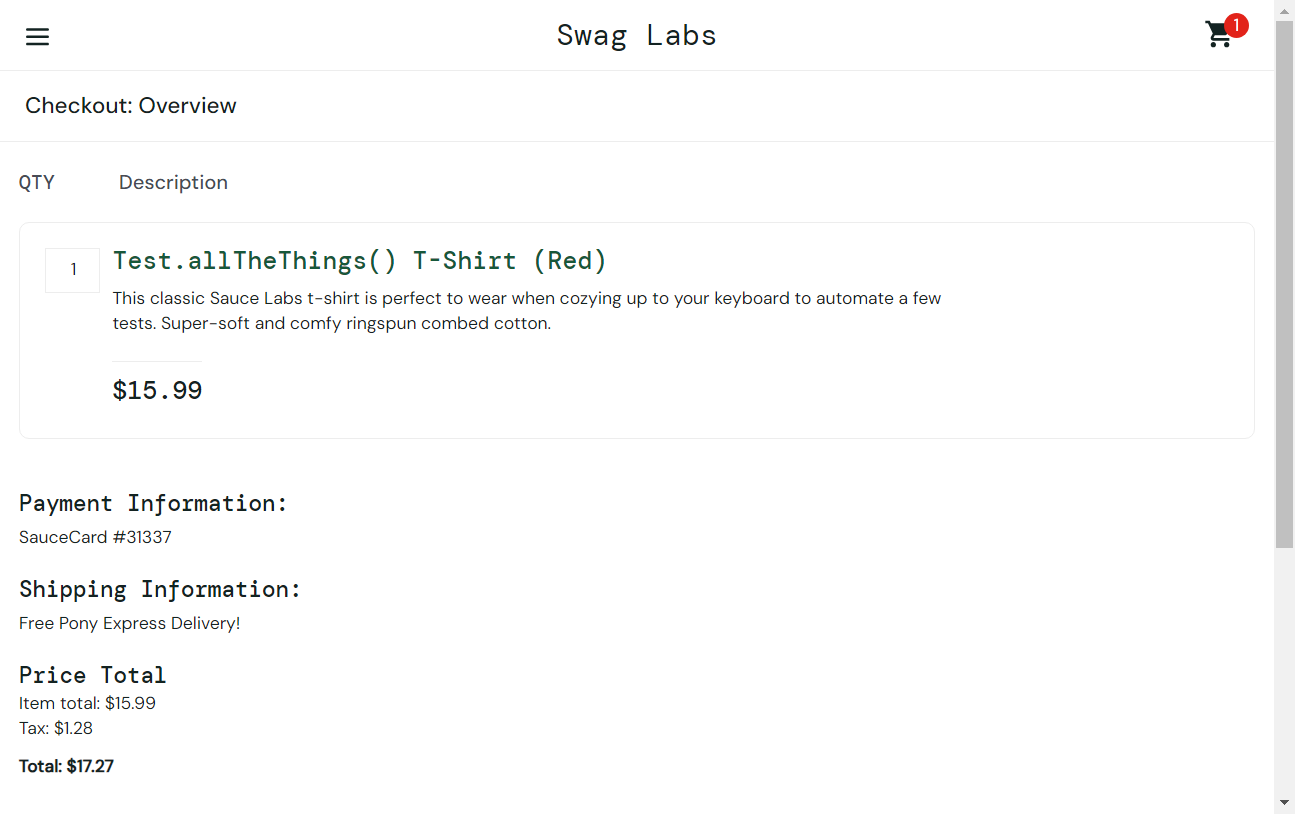 Swag Labs
1
Checkout: Overview
QTY Description
1
Test.allTheThings() T-Shirt (Red)
This classic Sauce Labs t-shirt is perfect to wear when cozying up to your keyboard to automate a few
tests. Super-soft and comfy ringspun combed cotton.
$15.99
Payment Information:
SauceCard #31337
Shipping Information:
Free Pony Express Delivery!
Price Total
Item total: $15.99
Tax: $1.28
Total: $17.27